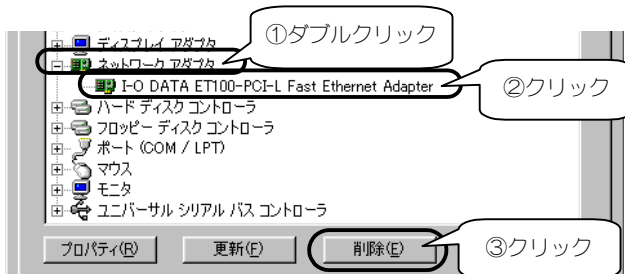 ディスプレイ アダプタ
①ダブルクリック
ネットワーク アダプタ
I-O DATA ET100-PCI-L Fast Ethernet Adapter
②クリック
ハード ディスク コントローラ
フロッピー ディスク コントローラ
ポート (COM / LPT)
マウス
モニタ
ユニバーサル シリアル バス コントローラ
プロパティ(R)
更新(F)
削除(E)
③クリック